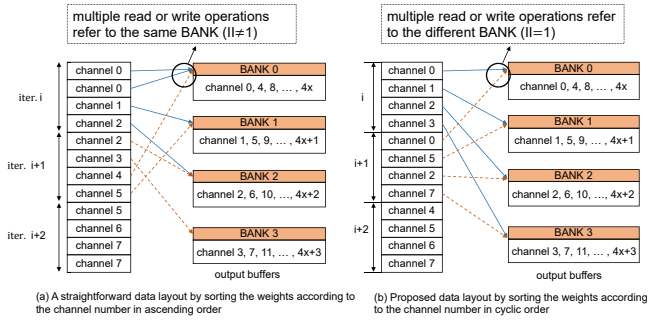 multiple read or write operations
refer to the same BANK (II≠1)
iter. i
iter. i+1
iter. i+2
channel 0
channel 0
channel 1
channel 2
channel 2
channel 3
channel 4
channel 5
channel 5
channel 6
channel 7
channel 7
BANK 0
channel 0, 4, 8, ... , 4x
BANK 1
channel 1, 5, 9, ... , 4x+1
BANK 2
channel 2, 6, 10, ..., 4x+2
BANK 3
channel 3, 7, 11, ... , 4x+3
output buffers
(a) A straightforward data layout by sorting the weights according to
the channel number in ascending order
multiple read or write operations refer
to the different BANK (II=1)
i
i+1
i+2
channel 0
channel 1
channel 2
channel 3
channel 0
channel 5
channel 2
channel 7
channel 4
channel 5
channel 6
channel 7
BANK 0
channel 0, 4, 8, ... , 4x
BANK 1
channel 1, 5, 9, ... , 4x+1
BANK 2
channel 2, 6, 10, ..., 4x+2
BANK 3
channel 3, 7, 11, ... , 4x+3
output buffers
(b) Proposed data layout by sorting the weights according
to the channel number in cyclic order